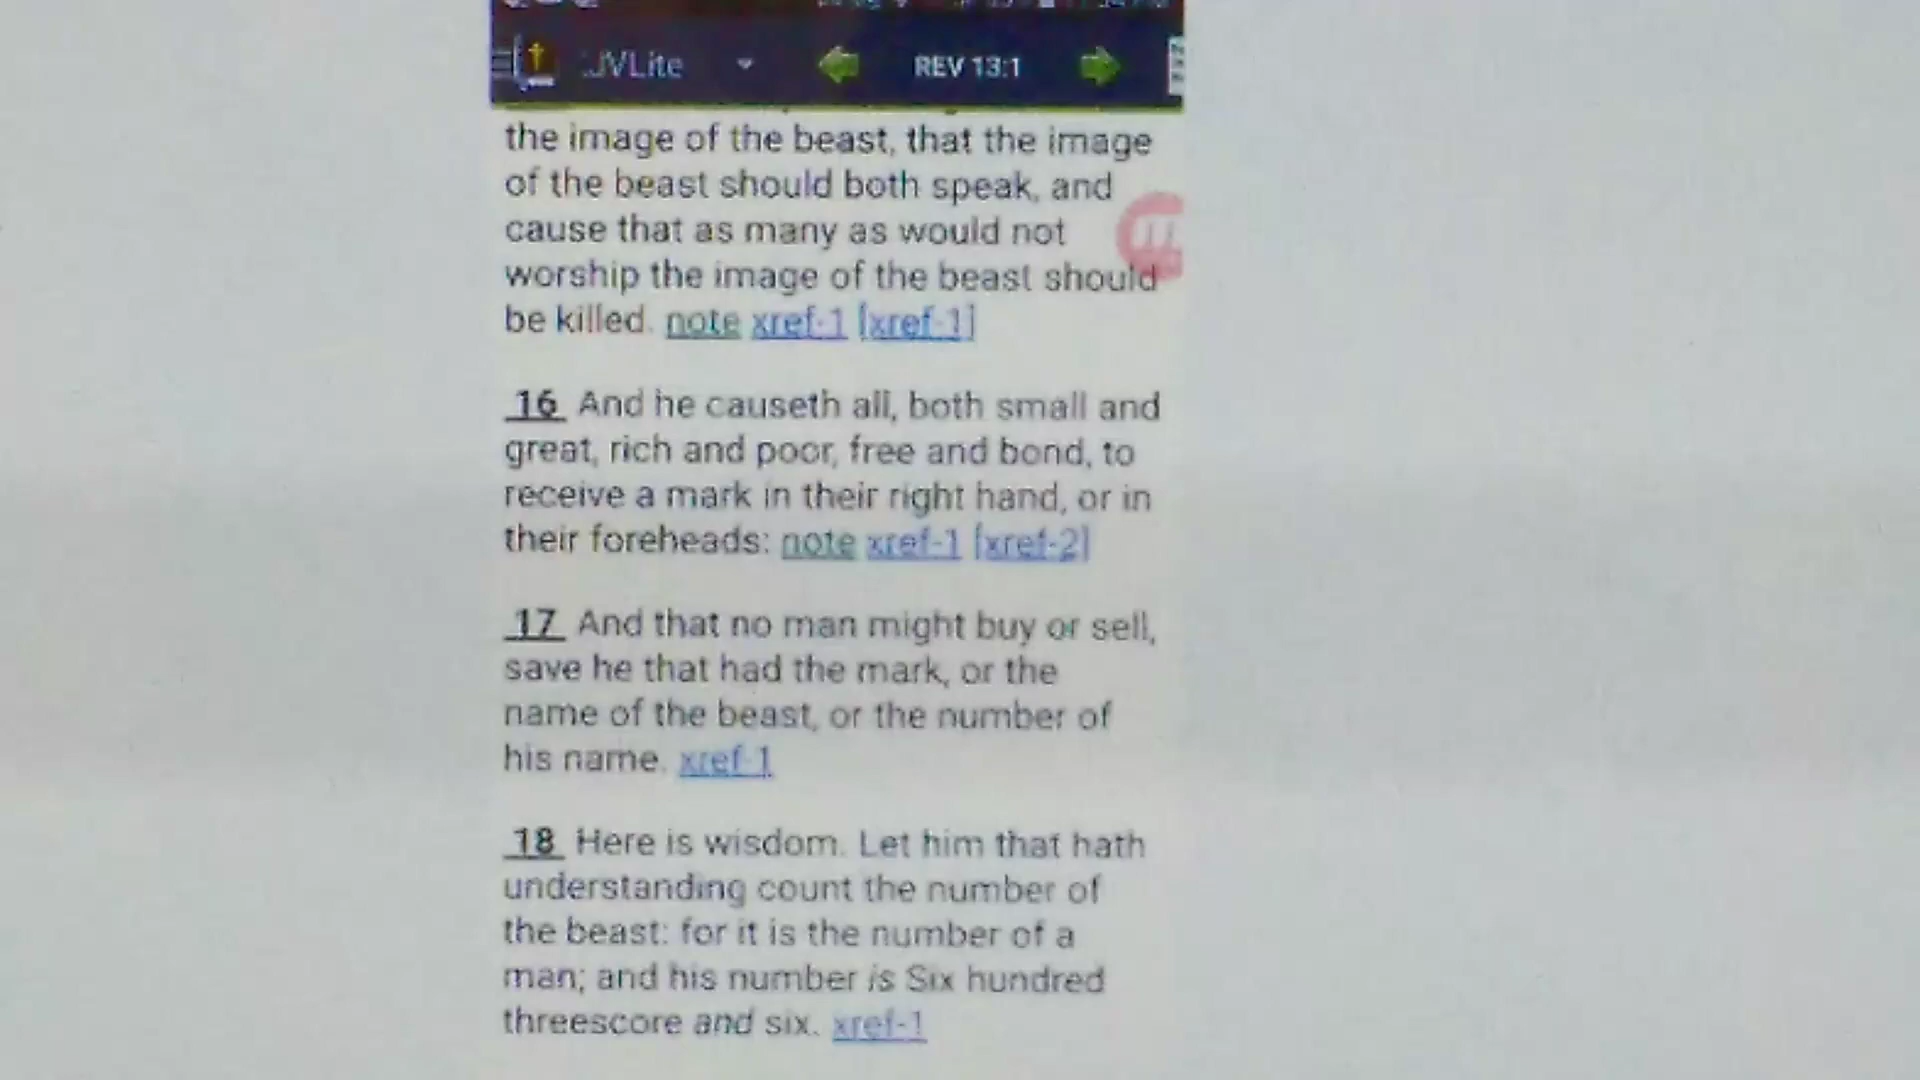 JVLite REV 13:1
the image of the beast, that the image
of the beast should both speak, and
cause that as many as would not
worship the image of the beast should
be killed. note xref-1 [xref-1]
16 And he causeth all, both small and
great, rich and poor, free and bond, to
receive a mark in their right hand, or in
their foreheads: note xref-1 [xref-2]
17 And that no man might buy or sell,
save he that had the mark, or the
name of the beast, or the number of
his name. xref-1
18 Here is wisdom. Let him that hath
understanding count the number of
the beast: for it is the number of a
man; and his number is Six hundred
threescore and six. xref-1